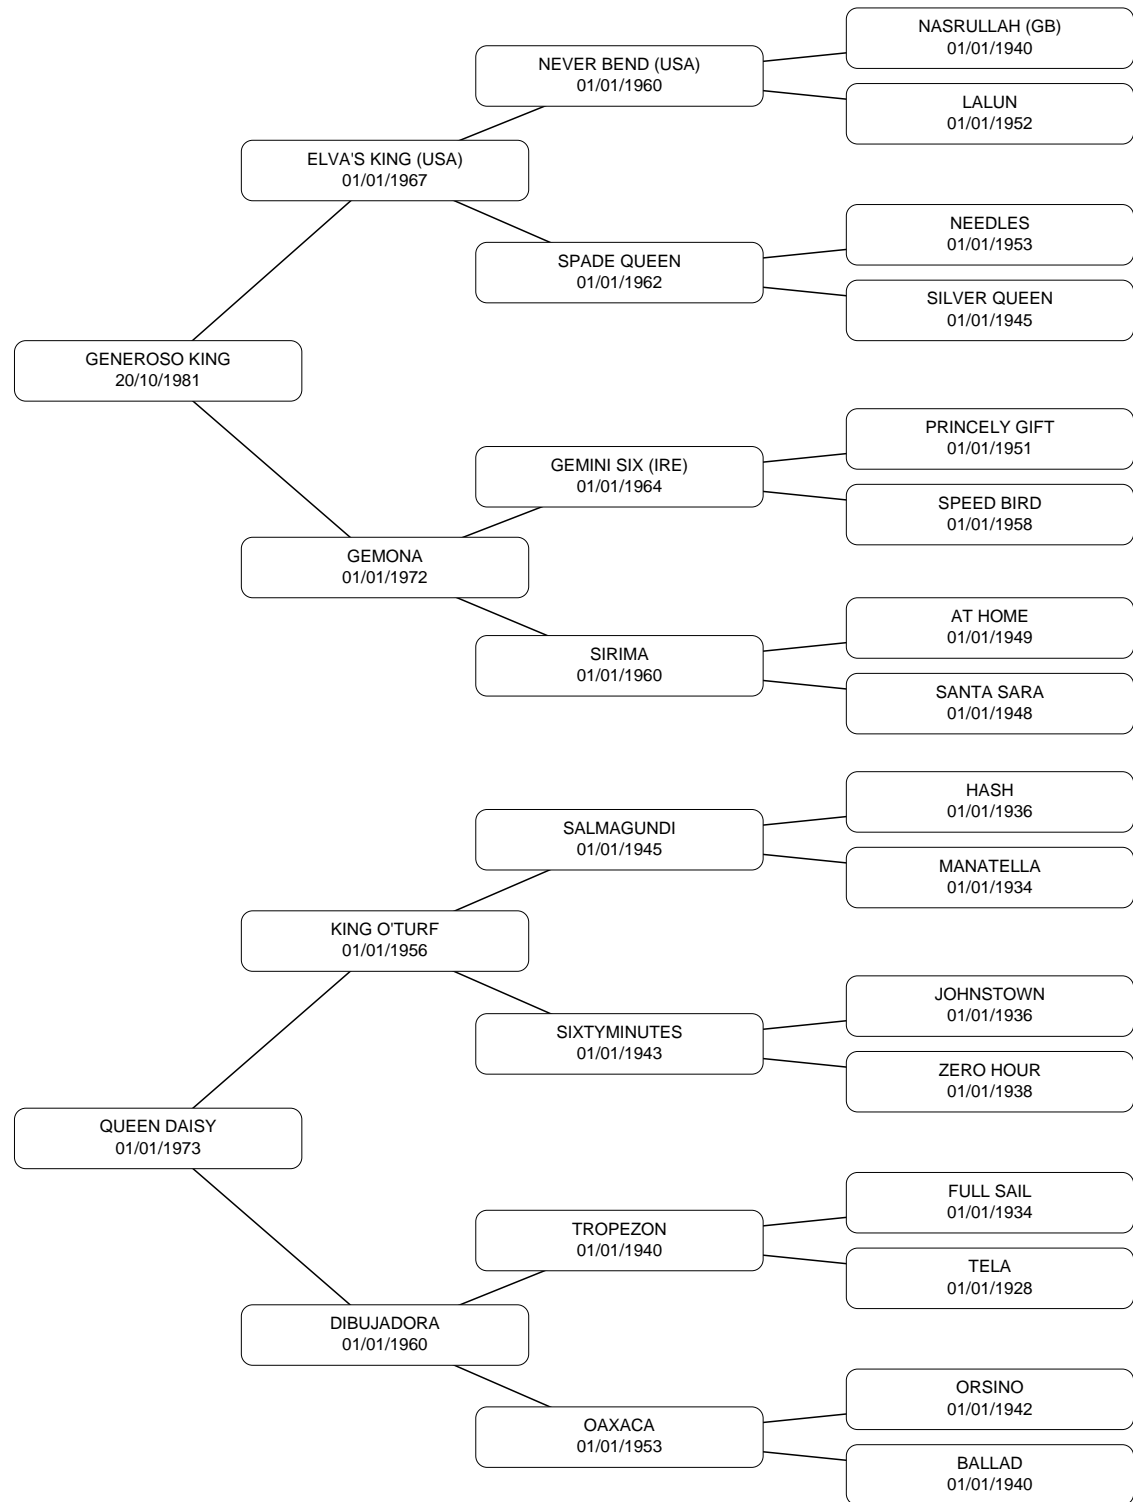 NASRULLAH (GB)
01/01/1940
NEVER BEND (USA)
01/01/1960
LALUN
01/01/1952
ELVA'S KING (USA)
01/01/1967
NEEDLES
01/01/1953
SPADE QUEEN
01/01/1962
SILVER QUEEN
01/01/1945
GENEROSO KING
20/10/1981
PRINCELY GIFT
01/01/1951
GEMINI SIX (IRE)
01/01/1964
SPEED BIRD
01/01/1958
GEMONA
01/01/1972
AT HOME
01/01/1949
SIRIMA
01/01/1960
SANTA SARA
01/01/1948
HASH
01/01/1936
SALMAGUNDI
01/01/1945
MANATELLA
01/01/1934
KING O'TURF
01/01/1956
JOHNSTOWN
01/01/1936
SIXTYMINUTES
01/01/1943
ZERO HOUR
01/01/1938
QUEEN DAISY
01/01/1973
FULL SAIL
01/01/1934
TROPEZON
01/01/1940
TELA
01/01/1928
DIBUJADORA
01/01/1960
ORSINO
01/01/1942
OAXACA
01/01/1953
BALLAD
01/01/1940